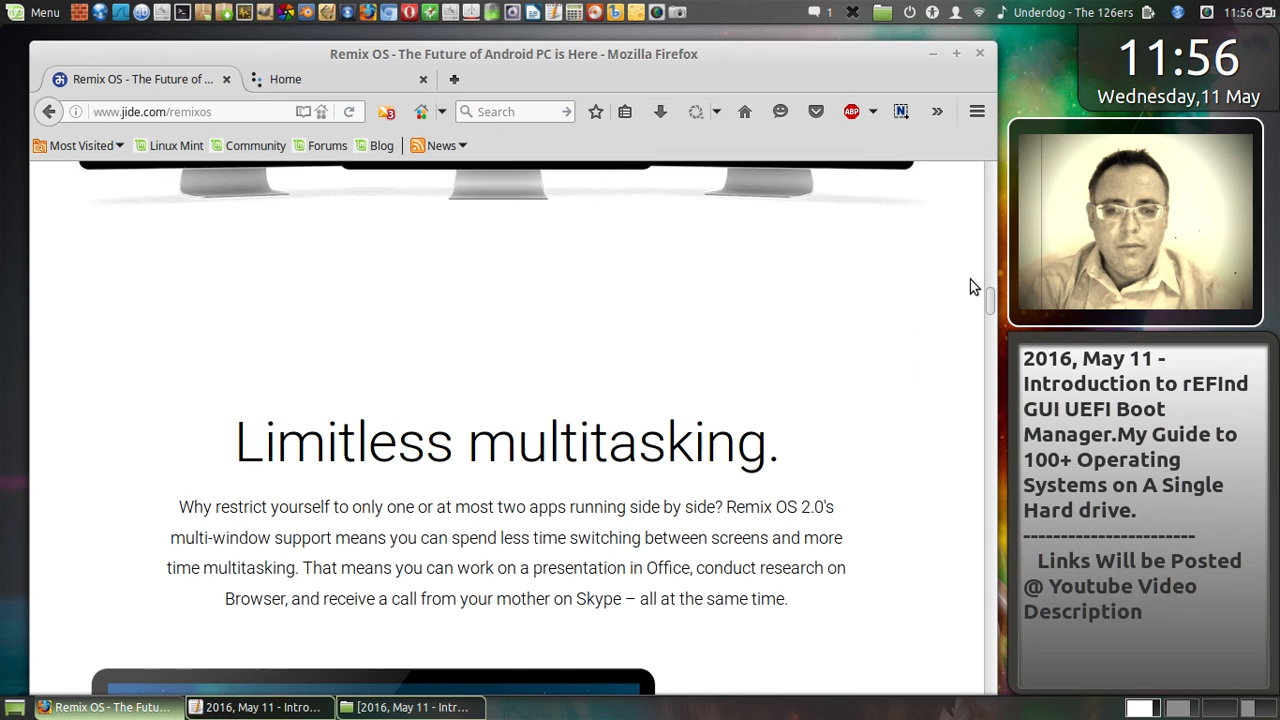 Menu
1
Underdog - The 126ers
11:56
Remix OS - The Future of Android PC is Here - Mozilla Firefox
Remix OS - The Future of ...
Home
www.jide.com/remixos
3
Search
ABP
N
Most Visited
Linux Mint
Community
Forums
Blog
News
Limitless multitasking.
Why restrict yourself to only one or at most two apps running side by side? Remix OS 2.0's
multi-window support means you can spend less time switching between screens and more
time multitasking. That means you can work on a presentation in Office, conduct research on
Browser, and receive a call from your mother on Skype – all at the same time.
11:56
Wednesday,11 May
2016, May 11 -
Introduction to rEFInd
GUI UEFI Boot
Manager.My Guide to
100+ Operating
Systems on A Single
Hard drive.
-----------------------
Links Will be Posted
@ Youtube Video
Description
Remix OS - The Futu...
2016, May 11 - Intro...
[2016, May 11 - Intr...